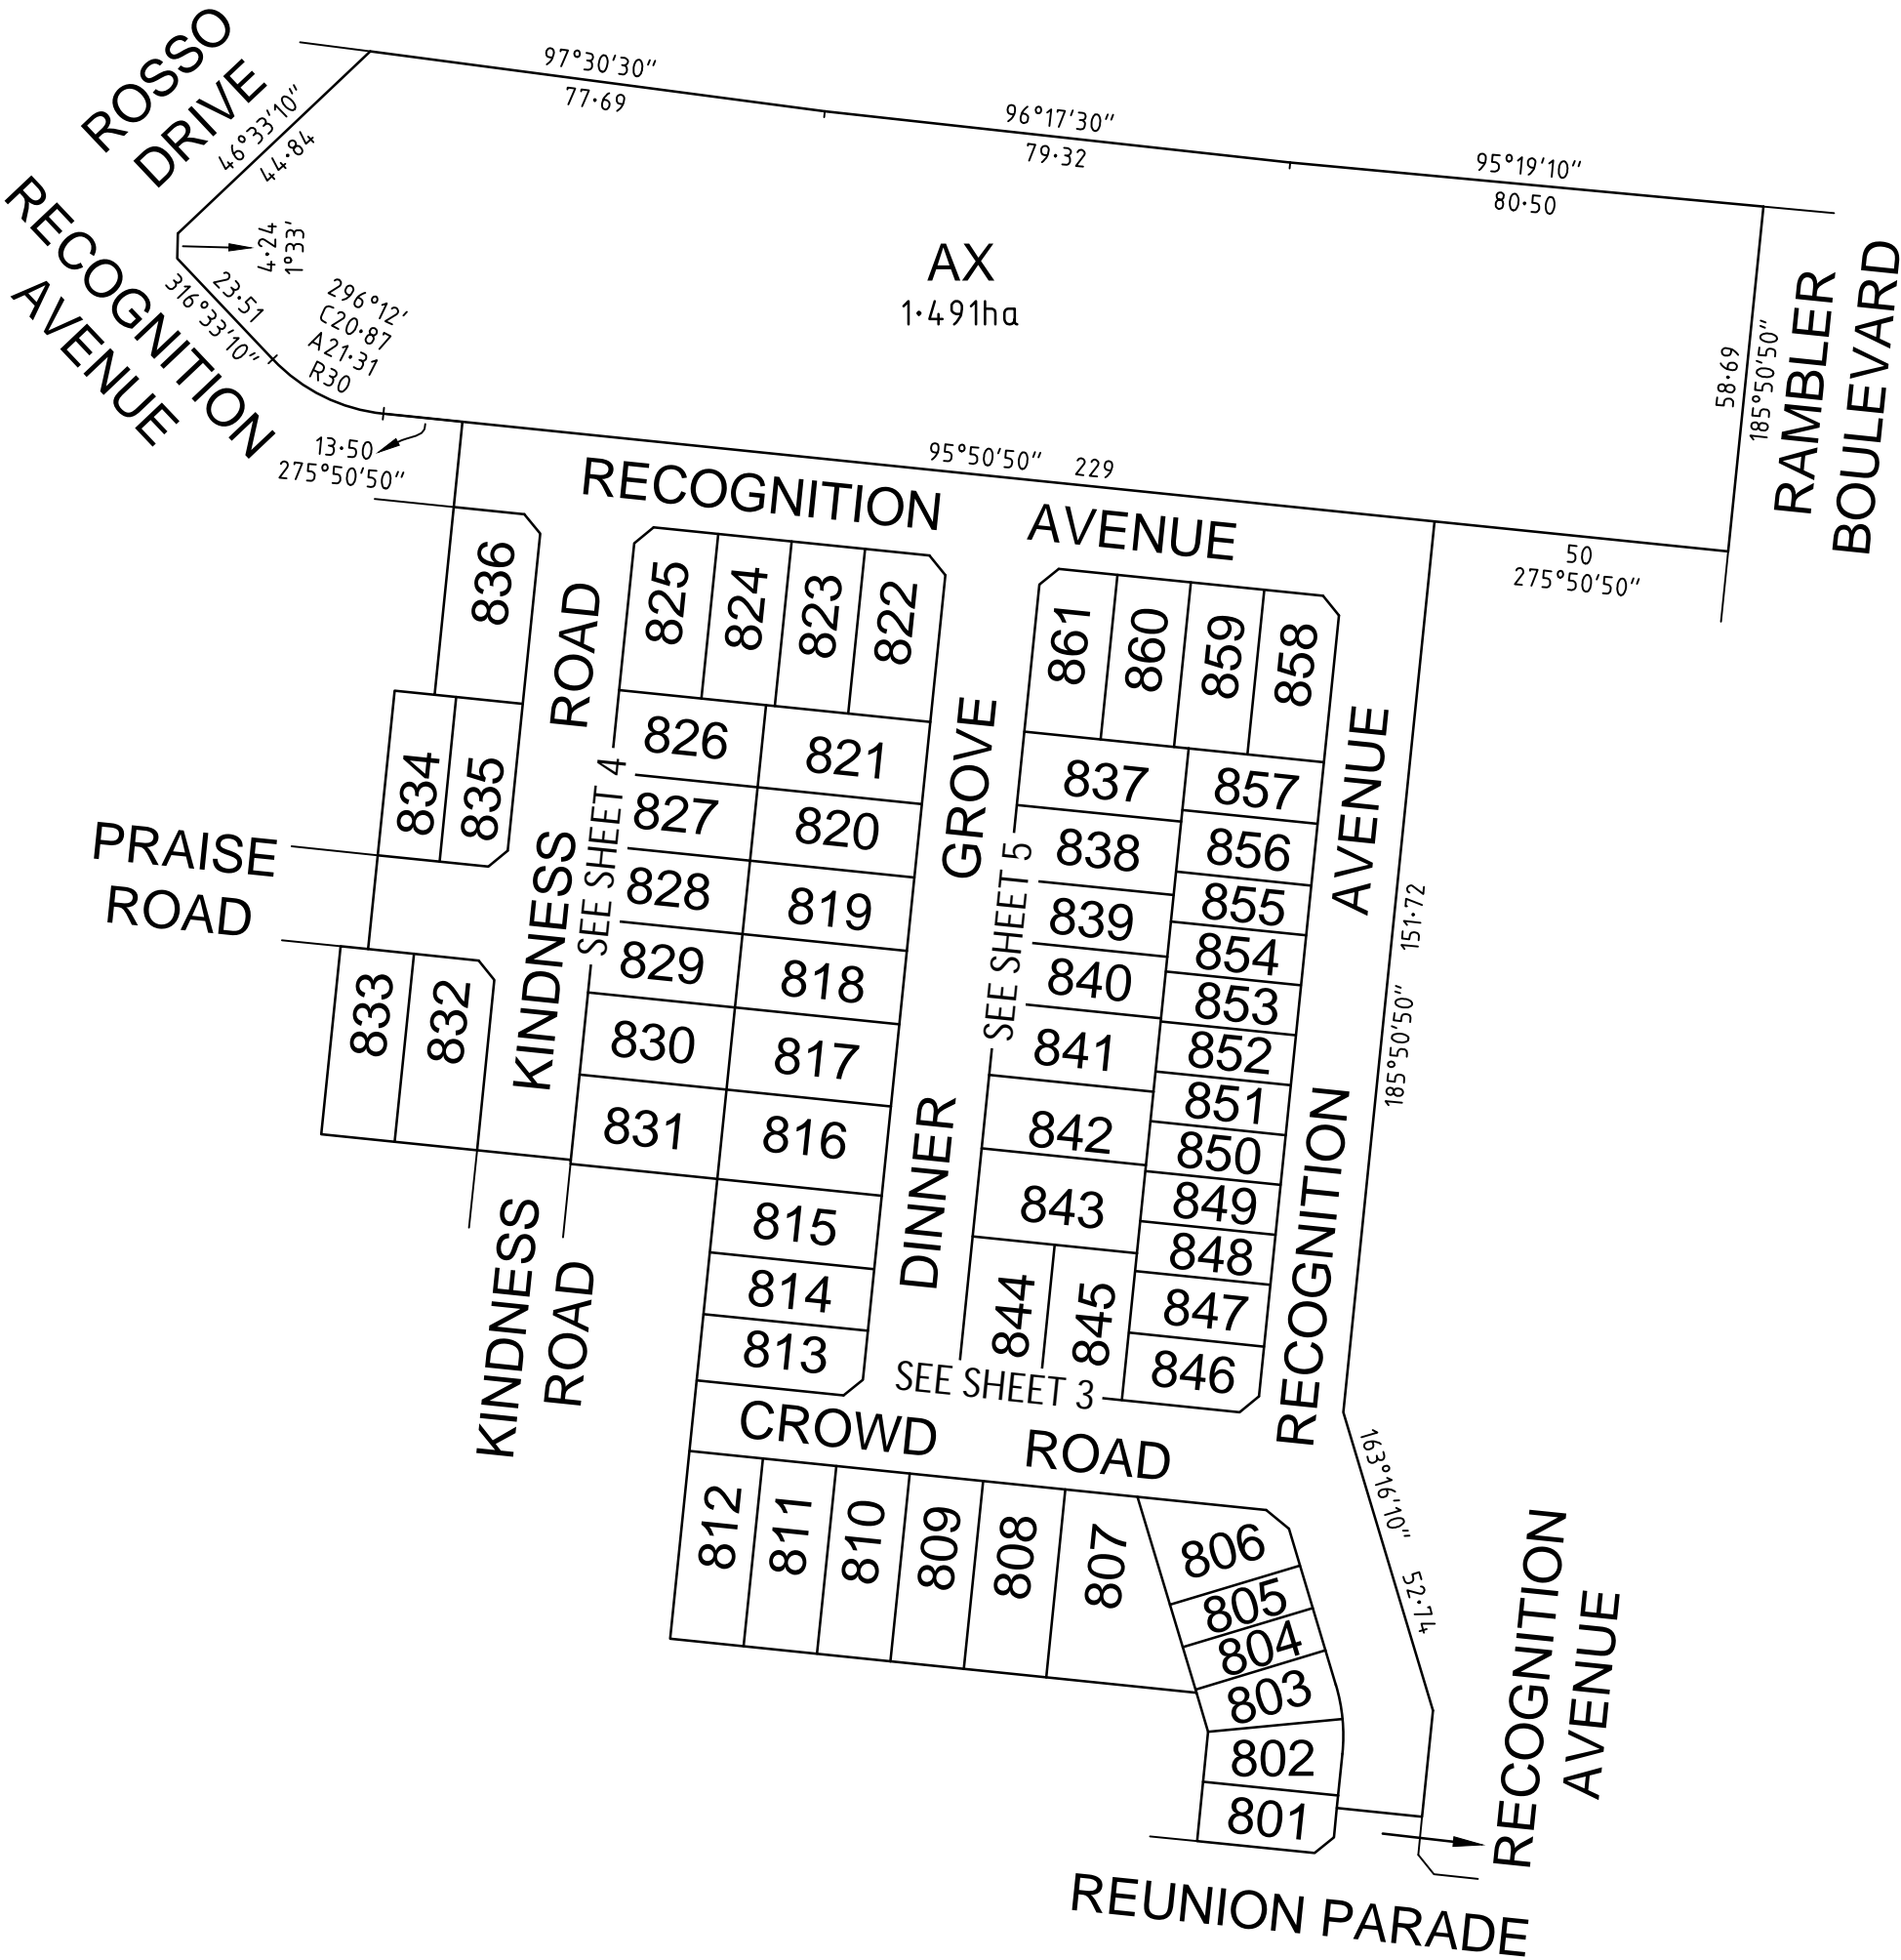 ROSSO
DRIVE
46°33'10"
44·84
97°30'30"
77·69
96°17'30"
79·32
95°19'10"
80·50
RECOGNITION
AVENUE
4·24
1°33'
23·51
316°33'10"
296°12'
C20·87
A21·31
R30
AX
1·491ha
58·69
185°50'50"
RAMBLER
BOULEVARD
13·50
275°50'50"
95°50'50" 229
50
275°50'50"
RECOGNITION AVENUE
836
ROAD
825
824
823
822
861
860
859
858
834
835
826
821
827
820
828
819
829
818
830
817
831
816
815
814
813
SEE SHEET 4
KINDNESS
PRAISE
ROAD
833
832
KINDNESS
ROAD
GROVE
DINNER
SEE SHEET 5
837
857
838
856
855
839
854
840
853
841
852
851
842
850
843
849
848
844
845
847
846
AVENUE
RECOGNITION
151·72
185°50'50"
SEE SHEET 3
CROWD ROAD
163°16'10"
52·74
812
811
810
809
808
807
806
805
804
803
802
801
RECOGNITION
AVENUE
REUNION PARADE